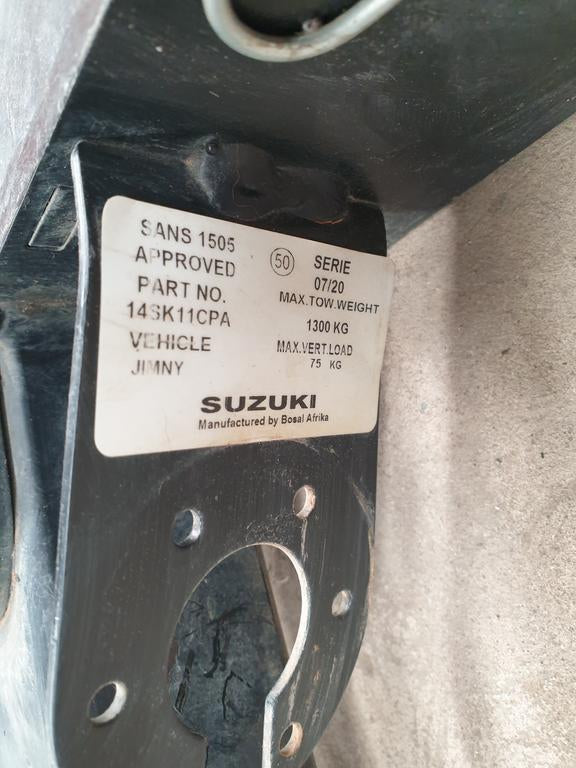 SANS 1505
APPROVED
PART NO.
14SK11CPA
VEHICLE
JIMNY
50 SERIE
07/20
MAX.TOW.WEIGHT
1300 KG
MAX.VERT.LOAD
75 KG
SUZUKI
Manufactured by Bosal Afrika